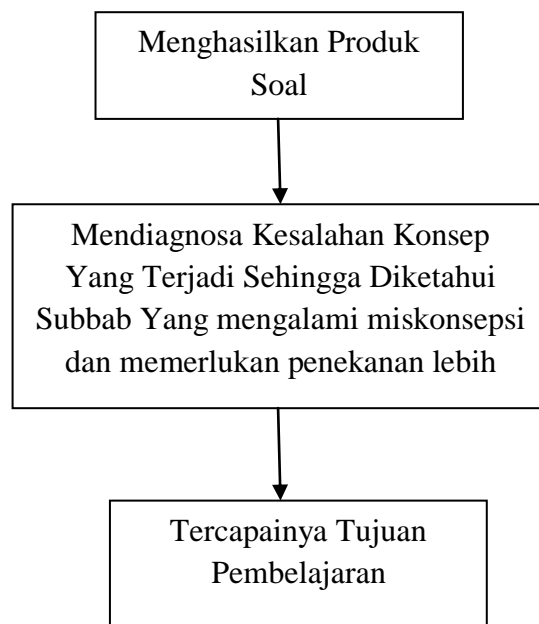 Menghasilkan Produk
Soal
Mendiagnosa Kesalahan Konsep
Yang Terjadi Sehingga Diketahui
Subbab Yang mengalami miskonsepsi
dan memerlukan penekanan lebih
Tercapainya Tujuan
Pembelajaran